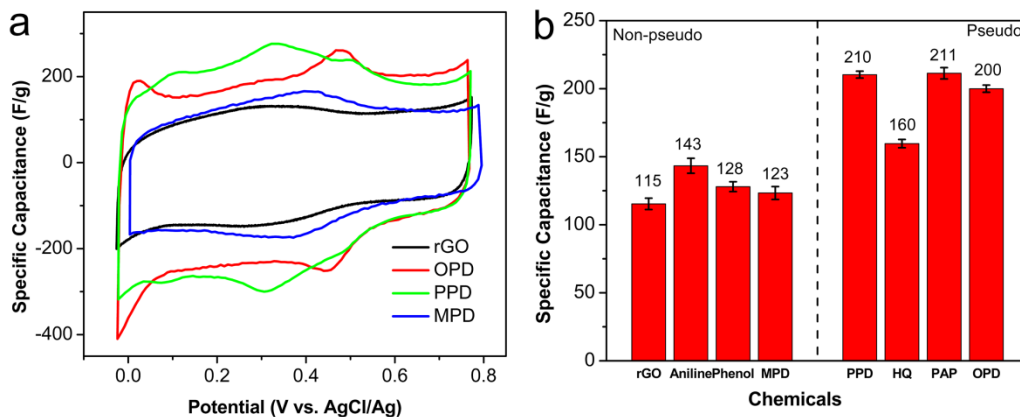 a
Specific Capacitance (F/g)
200
0
-200
-400
0.0 0.2 0.4 0.6 0.8
Potential (V vs. AgCl/Ag)
rGO
OPD
PPD
MPD
b
Specific Capacitance (F/g)
250
200
150
100
50
0
Non-pseudo
Pseudo
115
143
128
123
210
160
211
200
rGO Aniline Phenol MPD PPD HQ PAP OPD
Chemicals